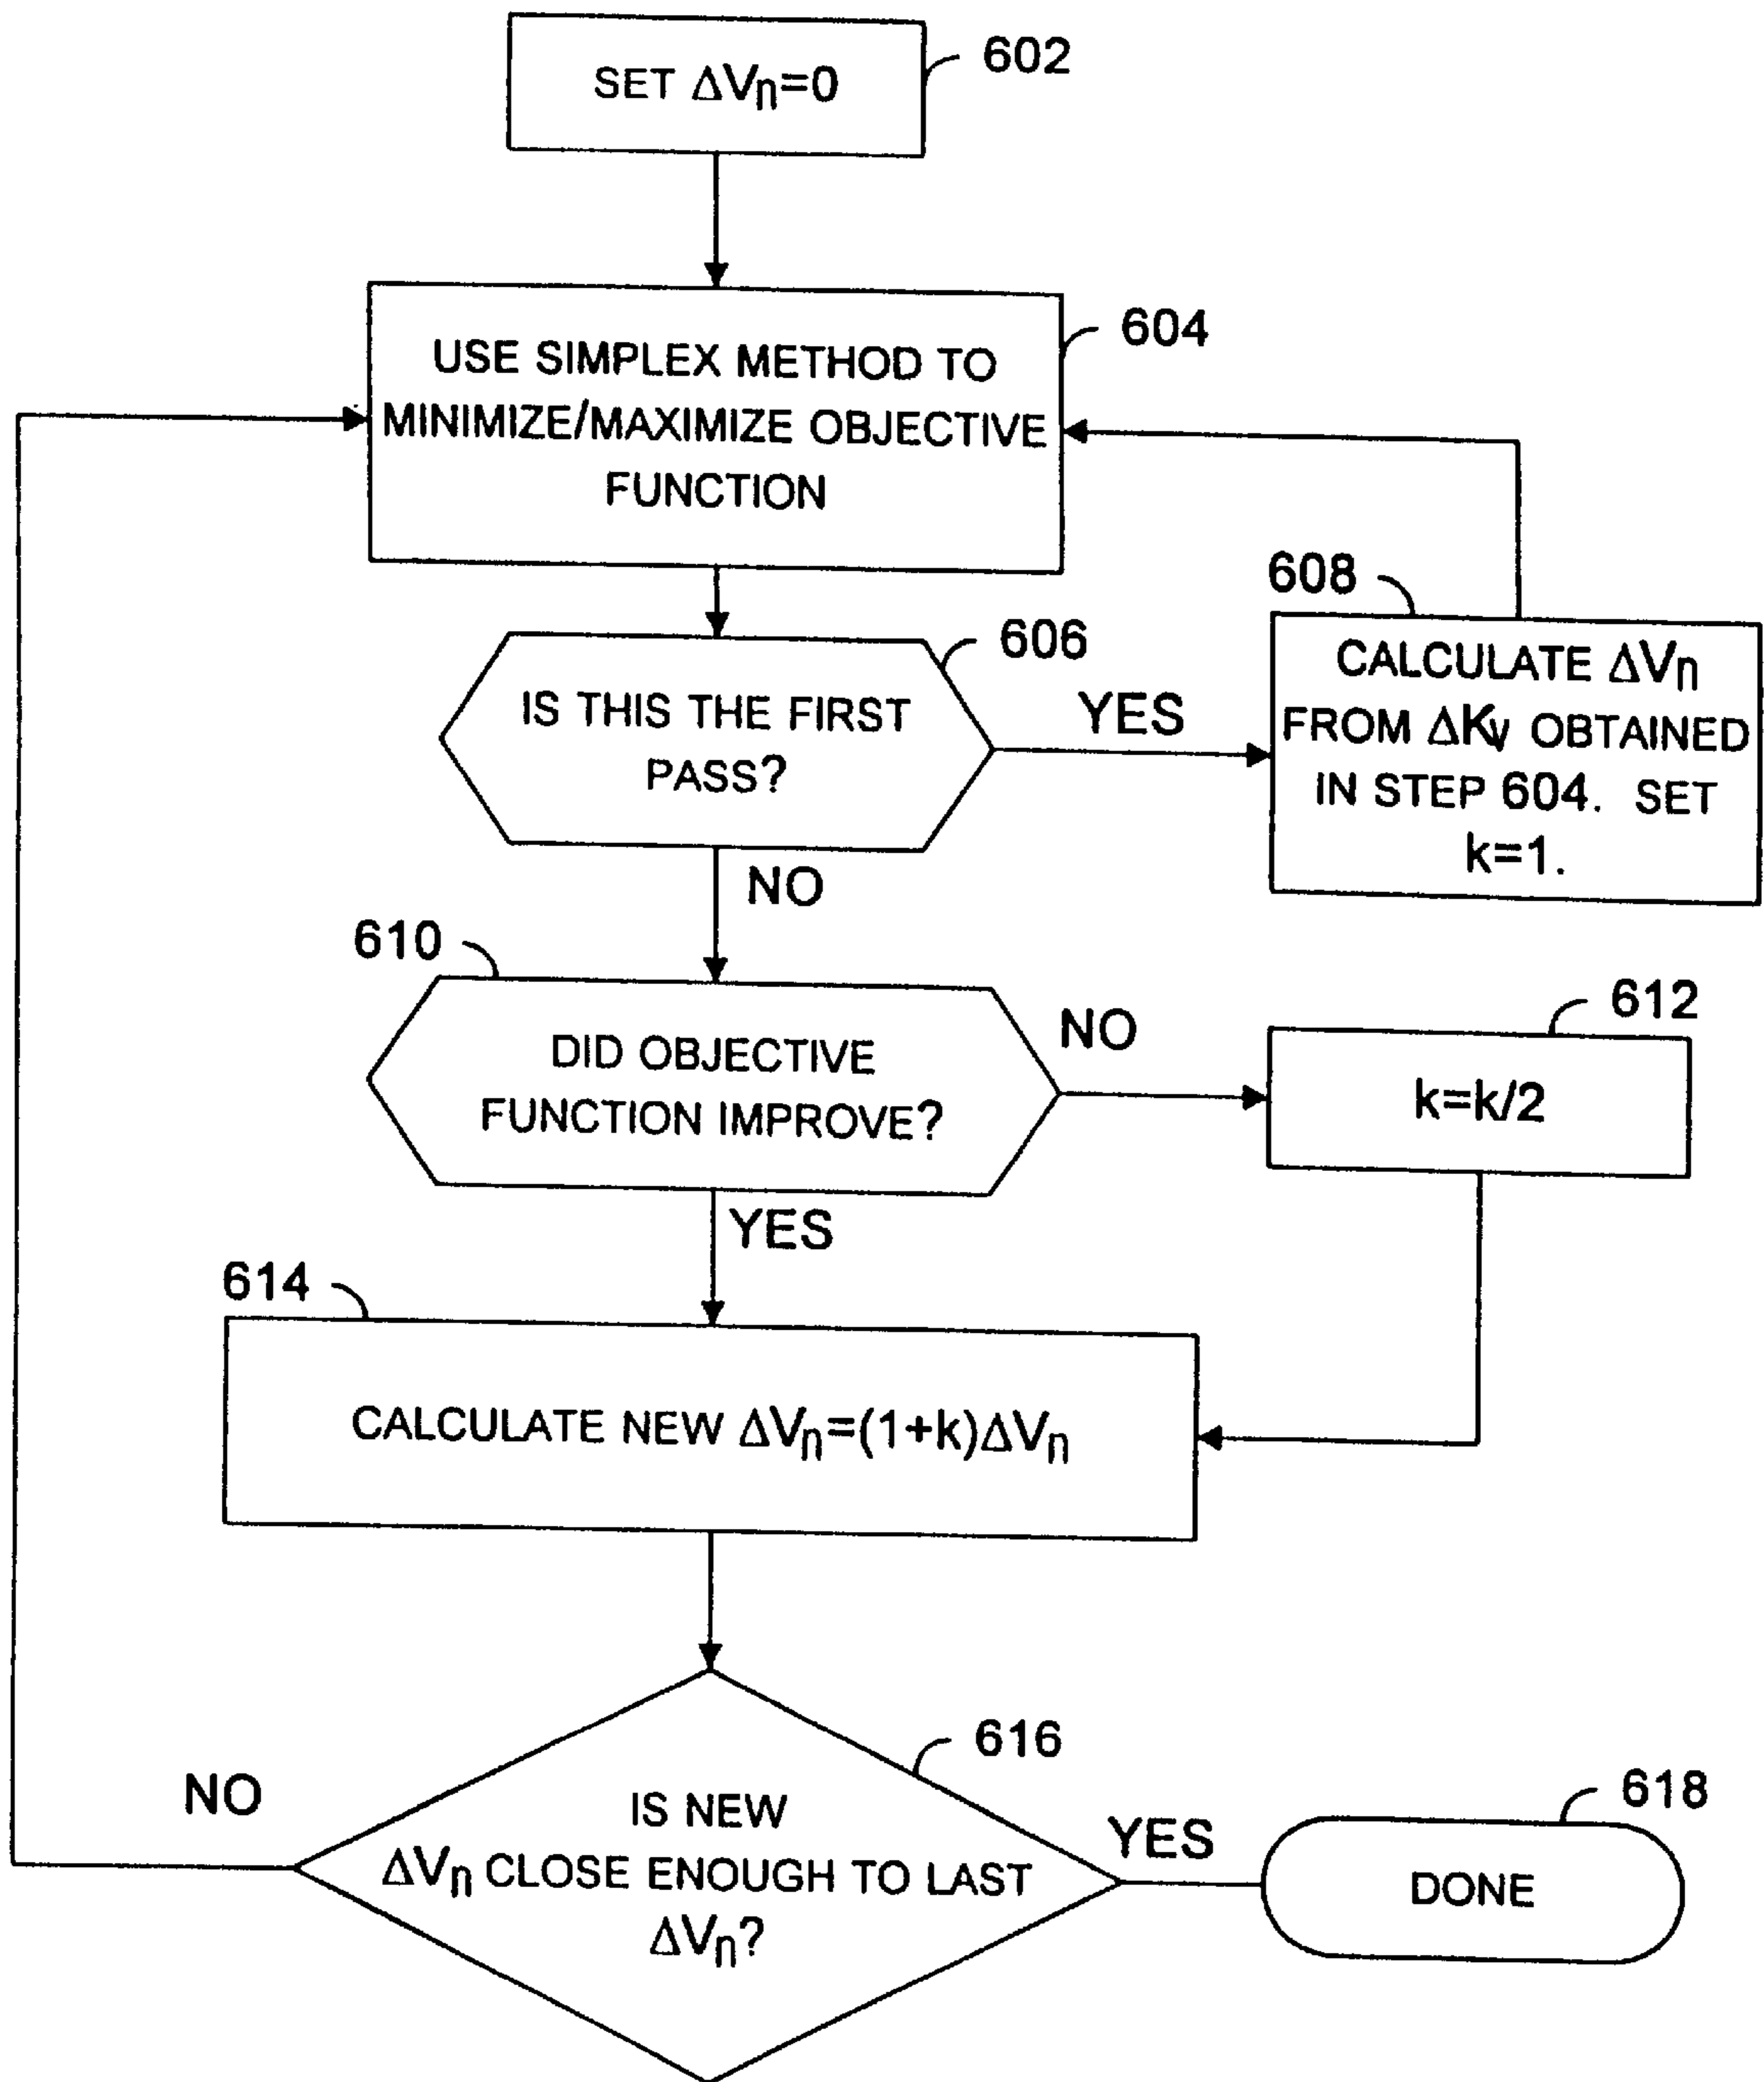 602
SET ΔVn=0
604
USE SIMPLEX METHOD TO
MINIMIZE/MAXIMIZE OBJECTIVE
FUNCTION
606
IS THIS THE FIRST
PASS?
YES
608
CALCULATE ΔVn
FROM ΔKv OBTAINED
IN STEP 604. SET
k=1.
NO
610
DID OBJECTIVE
FUNCTION IMPROVE?
NO
612
k=k/2
YES
614
CALCULATE NEW ΔVn=(1+k)ΔVn
616
IS NEW
ΔVn CLOSE ENOUGH TO LAST
ΔVn?
NO
YES
618
DONE